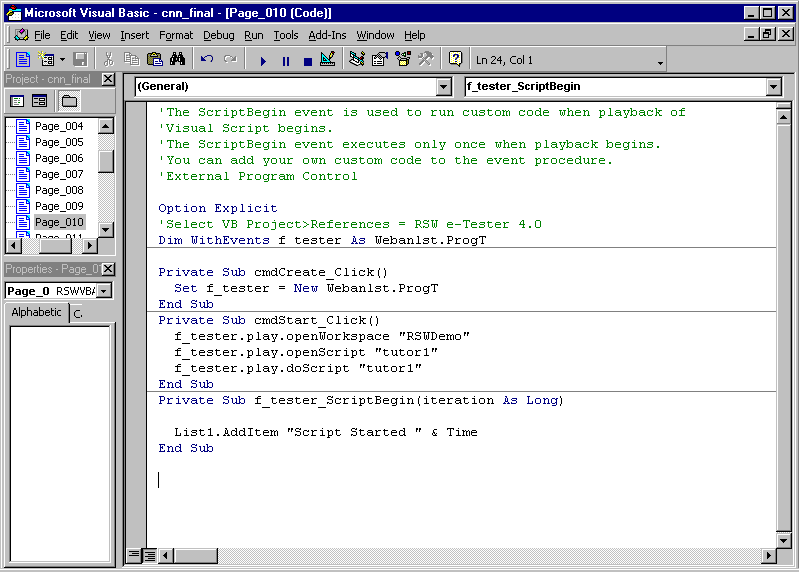 Microsoft Visual Basic - cnn_final - [Page_010 (Code)]
File Edit View Insert Format Debug Run Tools Add-Ins Window Help
Ln 24, Col 1
Project - cnn_final
Page_004
Page_005
Page_006
Page_007
Page_008
Page_009
Page_010
Properties - Page_0
Page_0 RSWVBA
Alphabetic C.
(General) f_tester_ScriptBegin
'The ScriptBegin event is used to run custom code when playback of
'Visual Script begins.
'The ScriptBegin event executes only once when playback begins.
'You can add your own custom code to the event procedure.
'External Program Control
Option Explicit
'Select VB Project>References = RSW e-Tester 4.0
Dim WithEvents f_tester As Webanlst.ProgT
Private Sub cmdCreate_Click()
Set f_tester = New Webanlst.ProgT
End Sub
Private Sub cmdStart_Click()
f_tester.play.openWorkspace "RSWDemo"
f_tester.play.openScript "tutor1"
f_tester.play.doScript "tutor1"
End Sub
Private Sub f_tester_ScriptBegin(iteration As Long)
List1.AddItem "Script Started " & Time
End Sub